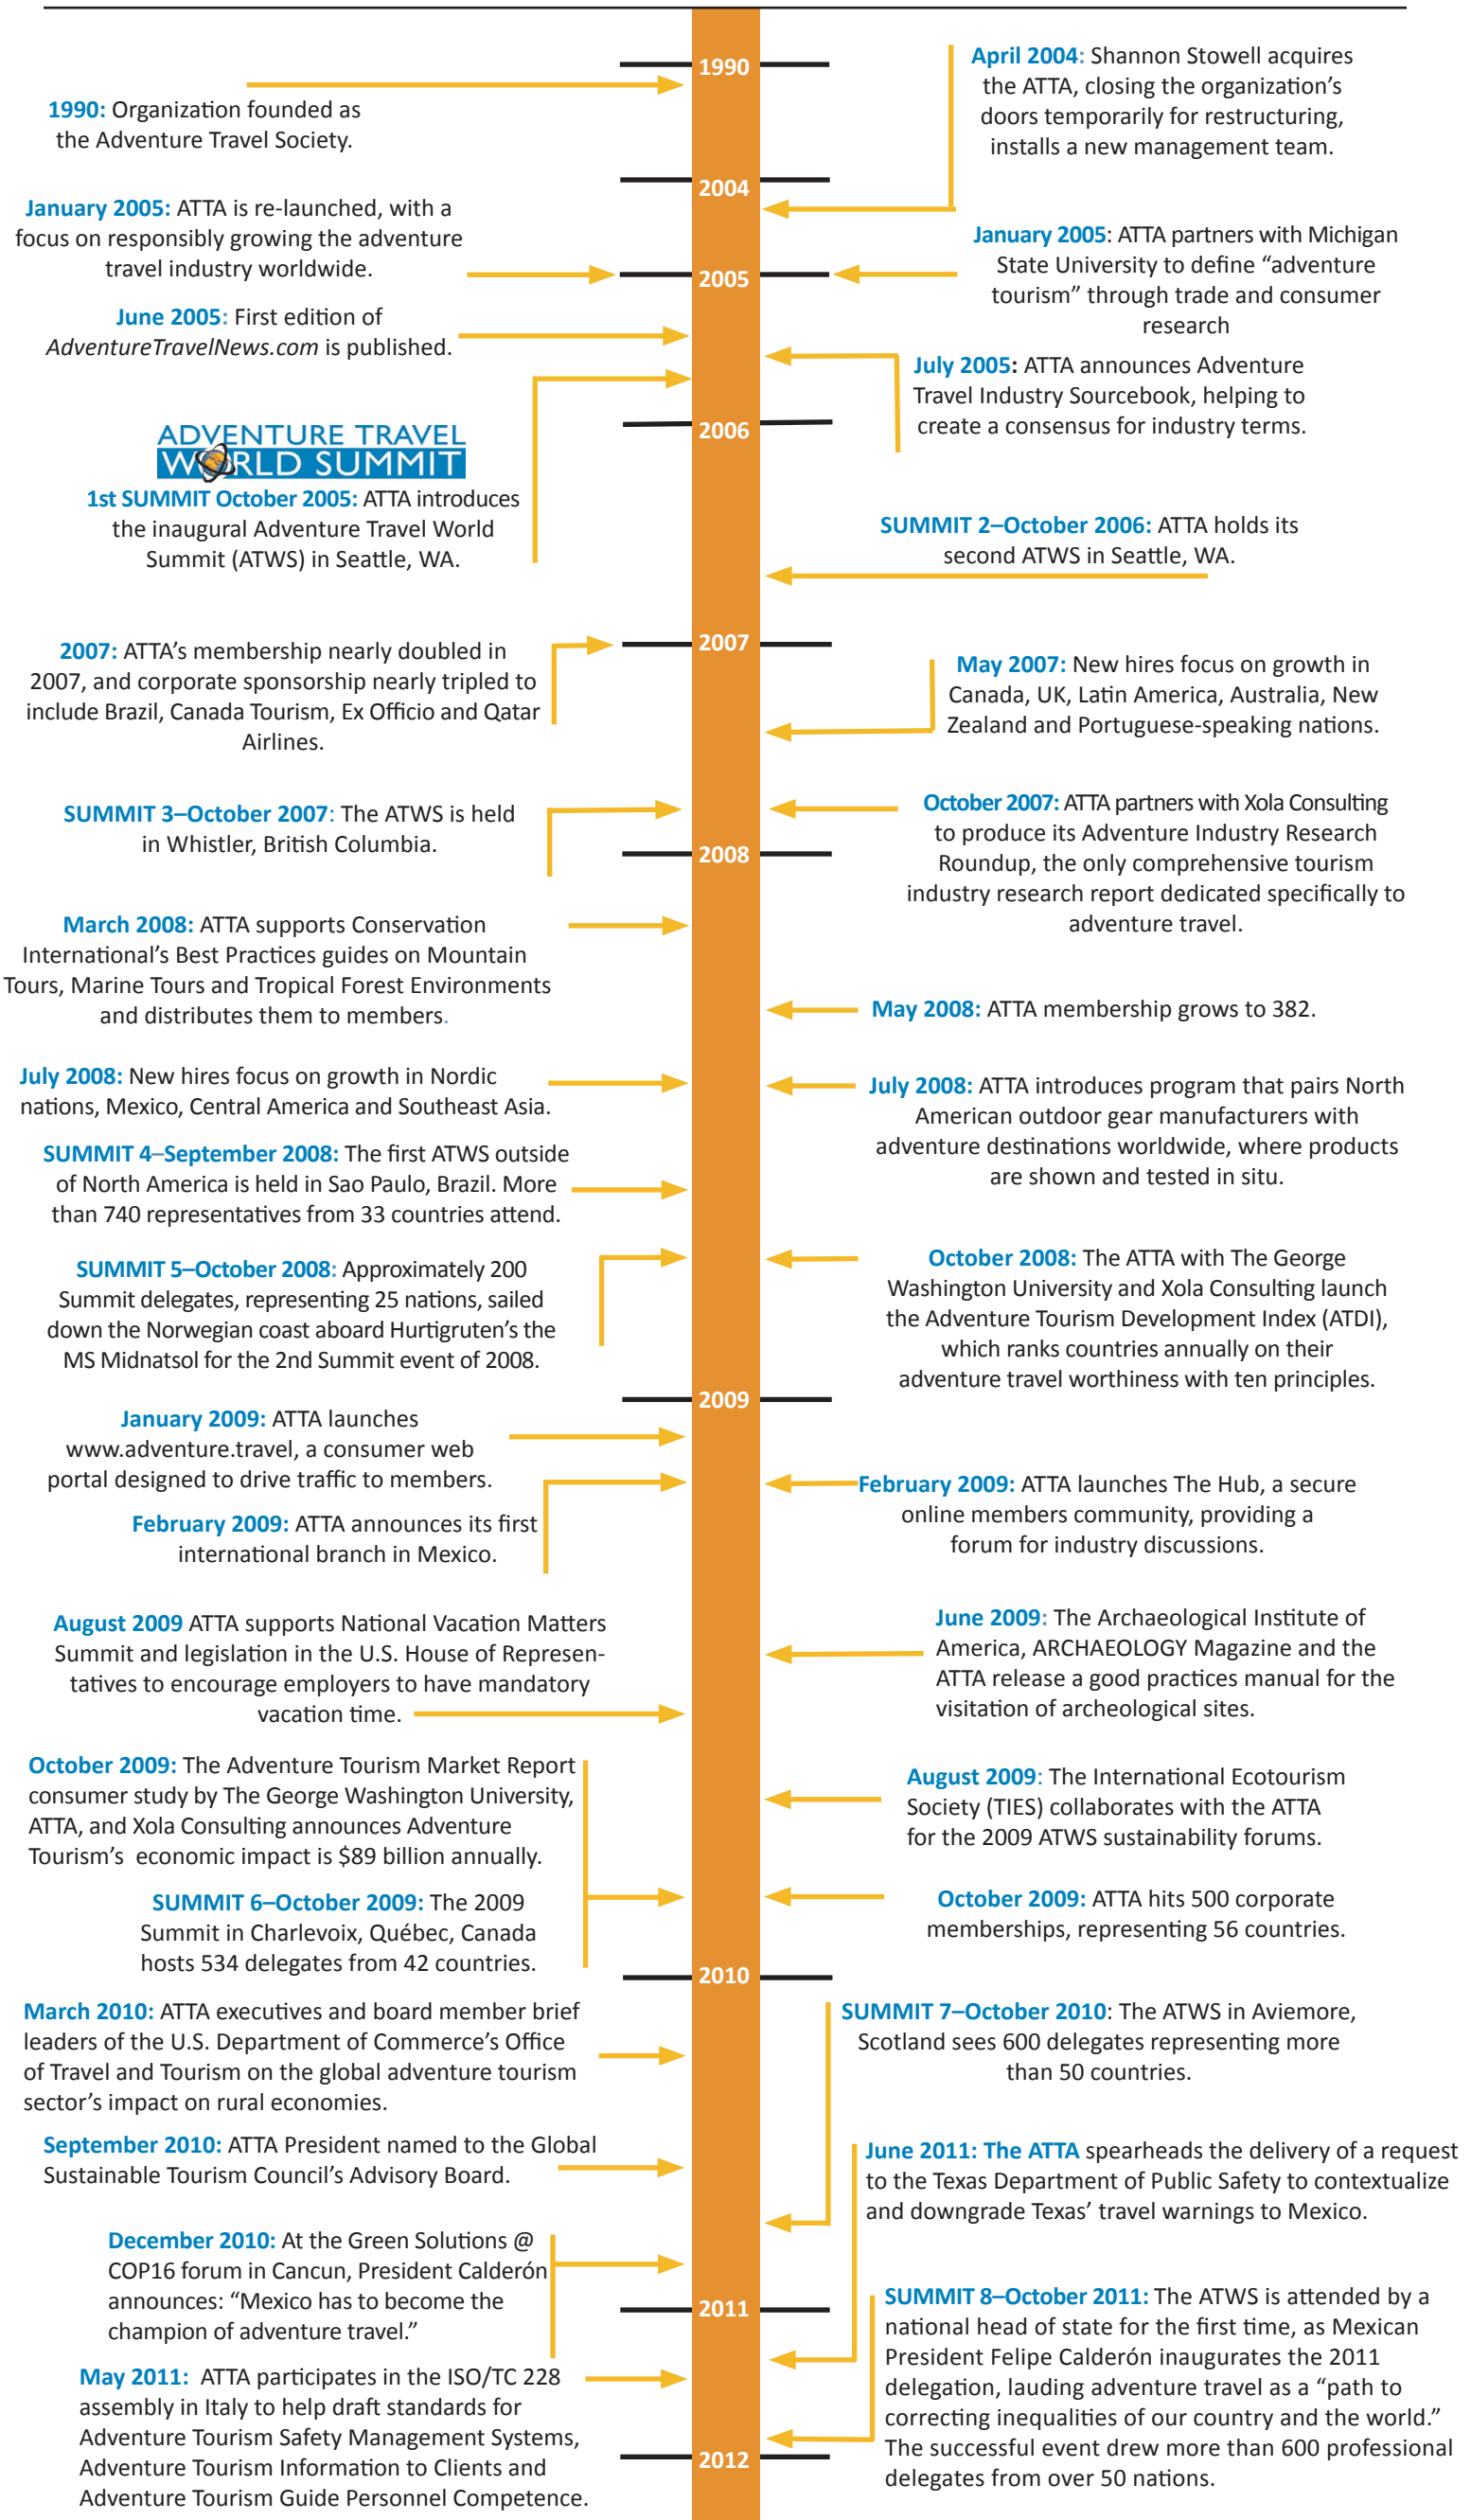 1990
1990: Organization founded as
the Adventure Travel Society.
April 2004: Shannon Stowell acquires
the ATTA, closing the organization's
doors temporarily for restructuring,
installs a new management team.
2004
January 2005: ATTA is re-launched, with a
focus on responsibly growing the adventure
travel industry worldwide.
January 2005: ATTA partners with Michigan
State University to define “adventure
tourism” through trade and consumer
research
2005
June 2005: First edition of
AdventureTravelNews.com is published.
July 2005: ATTA announces Adventure
Travel Industry Sourcebook, helping to
create a consensus for industry terms.
2006
ADVENTURE TRAVEL
WORLD SUMMIT
1st SUMMIT October 2005: ATTA introduces
the inaugural Adventure Travel World
Summit (ATWS) in Seattle, WA.
SUMMIT 2–October 2006: ATTA holds its
second ATWS in Seattle, WA.
2007
2007: ATTA’s membership nearly doubled in
2007, and corporate sponsorship nearly tripled to
include Brazil, Canada Tourism, Ex Officio and Qatar
Airlines.
May 2007: New hires focus on growth in
Canada, UK, Latin America, Australia, New
Zealand and Portuguese-speaking nations.
SUMMIT 3–October 2007: The ATWS is held
in Whistler, British Columbia.
October 2007: ATTA partners with Xola Consulting
to produce its Adventure Industry Research
Roundup, the only comprehensive tourism
industry research report dedicated specifically to
adventure travel.
2008
March 2008: ATTA supports Conservation
International’s Best Practices guides on Mountain
Tours, Marine Tours and Tropical Forest Environments
and distributes them to members.
May 2008: ATTA membership grows to 382.
July 2008: New hires focus on growth in Nordic
nations, Mexico, Central America and Southeast Asia.
July 2008: ATTA introduces program that pairs North
American outdoor gear manufacturers with
adventure destinations worldwide, where products
are shown and tested in situ.
SUMMIT 4–September 2008: The first ATWS outside
of North America is held in Sao Paulo, Brazil. More
than 740 representatives from 33 countries attend.
SUMMIT 5–October 2008: Approximately 200
Summit delegates, representing 25 nations, sailed
down the Norwegian coast aboard Hurtigruten’s the
MS Midnatsol for the 2nd Summit event of 2008.
October 2008: The ATTA with The George
Washington University and Xola Consulting launch
the Adventure Tourism Development Index (ATDI),
which ranks countries annually on their
adventure travel worthiness with ten principles.
2009
January 2009: ATTA launches
www.adventure.travel, a consumer web
portal designed to drive traffic to members.
February 2009: ATTA announces its first
international branch in Mexico.
February 2009: ATTA launches The Hub, a secure
online members community, providing a
forum for industry discussions.
August 2009 ATTA supports National Vacation Matters
Summit and legislation in the U.S. House of Represen-
tatives to encourage employers to have mandatory
vacation time.
June 2009: The Archaeological Institute of
America, ARCHAEOLOGY Magazine and the
ATTA release a good practices manual for the
visitation of archeological sites.
October 2009: The Adventure Tourism Market Report
consumer study by The George Washington University,
ATTA, and Xola Consulting announces Adventure
Tourism’s economic impact is $89 billion annually.
August 2009: The International Ecotourism
Society (TIES) collaborates with the ATTA
for the 2009 ATWS sustainability forums.
SUMMIT 6–October 2009: The 2009
Summit in Charlevoix, Québec, Canada
hosts 534 delegates from 42 countries.
October 2009: ATTA hits 500 corporate
memberships, representing 56 countries.
2010
March 2010: ATTA executives and board member brief
leaders of the U.S. Department of Commerce’s Office
of Travel and Tourism on the global adventure tourism
sector’s impact on rural economies.
SUMMIT 7–October 2010: The ATWS in Aviemore,
Scotland sees 600 delegates representing more
than 50 countries.
September 2010: ATTA President named to the Global
Sustainable Tourism Council’s Advisory Board.
June 2011: The ATTA spearheads the delivery of a request
to the Texas Department of Public Safety to contextualize
and downgrade Texas’ travel warnings to Mexico.
December 2010: At the Green Solutions @
COP16 forum in Cancun, President Calderón
announces: “Mexico has to become the
champion of adventure travel.”
2011
SUMMIT 8–October 2011: The ATWS is attended by a
national head of state for the first time, as Mexican
President Felipe Calderón inaugurates the 2011
delegation, lauding adventure travel as a “path to
correcting inequalities of our country and the world.”
The successful event drew more than 600 professional
delegates from over 50 nations.
May 2011: ATTA participates in the ISO/TC 228
assembly in Italy to help draft standards for
Adventure Tourism Safety Management Systems,
Adventure Tourism Information to Clients and
Adventure Tourism Guide Personnel Competence.
2012